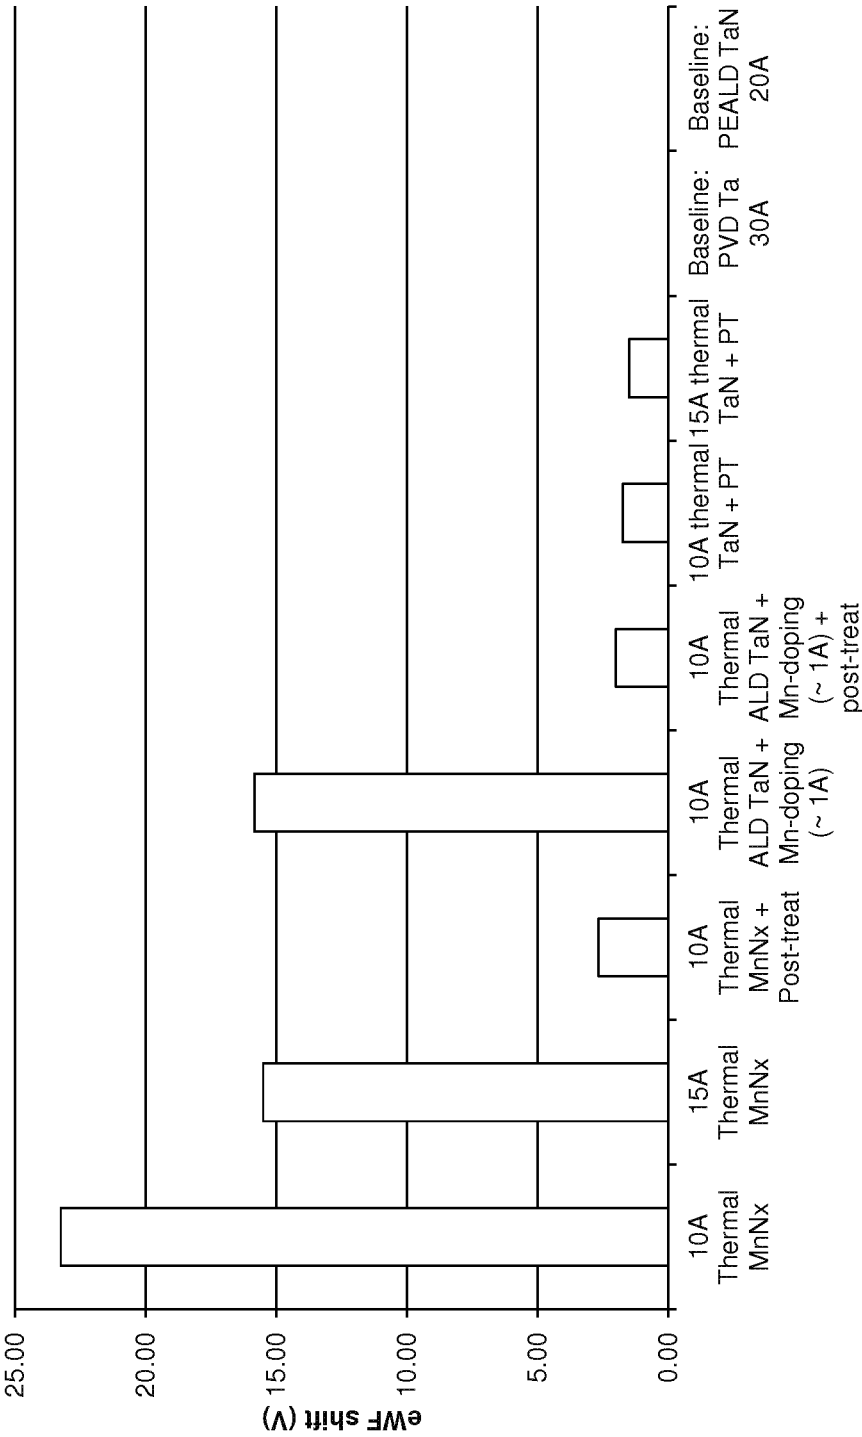 eWF shift (V)
25.00
20.00
15.00
10.00
5.00
0.00
10A
Thermal
MnNx
15A
Thermal
MnNx
10A
Thermal
MnNx +
Post-treat
10A
Thermal
ALD TaN +
Mn-doping
(~ 1A)
10A
Thermal
ALD TaN +
Mn-doping
(~ 1A) +
post-treat
10A thermal
TaN + PT
15A thermal
TaN + PT
Baseline:
PVD Ta
30A
Baseline:
PEALD TaN
20A